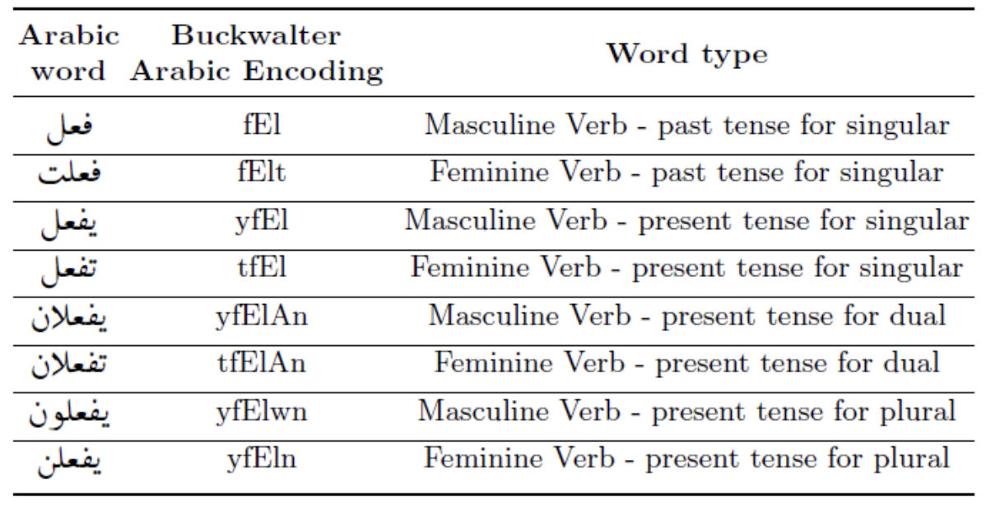 Arabic word Buckwalter Arabic Encoding Word type
فعل fEl Masculine Verb - past tense for singular
فعلت fElt Feminine Verb - past tense for singular
يفعل yfEl Masculine Verb - present tense for singular
تفعل tfEl Feminine Verb - present tense for singular
يفعلان yfElAn Masculine Verb - present tense for dual
تفعلان tfElAn Feminine Verb - present tense for dual
يفعلون yfElwn Masculine Verb - present tense for plural
يفعلن yfEln Feminine Verb - present tense for plural